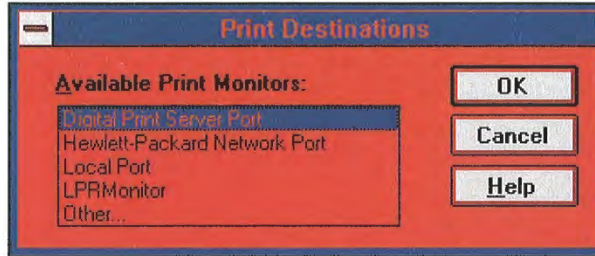 Print Destinations
Available Print Monitors:
Digital Print Server Port
Hewlett-Packard Network Port
Local Port
LPRMonitor
Other...
OK
Cancel
Help